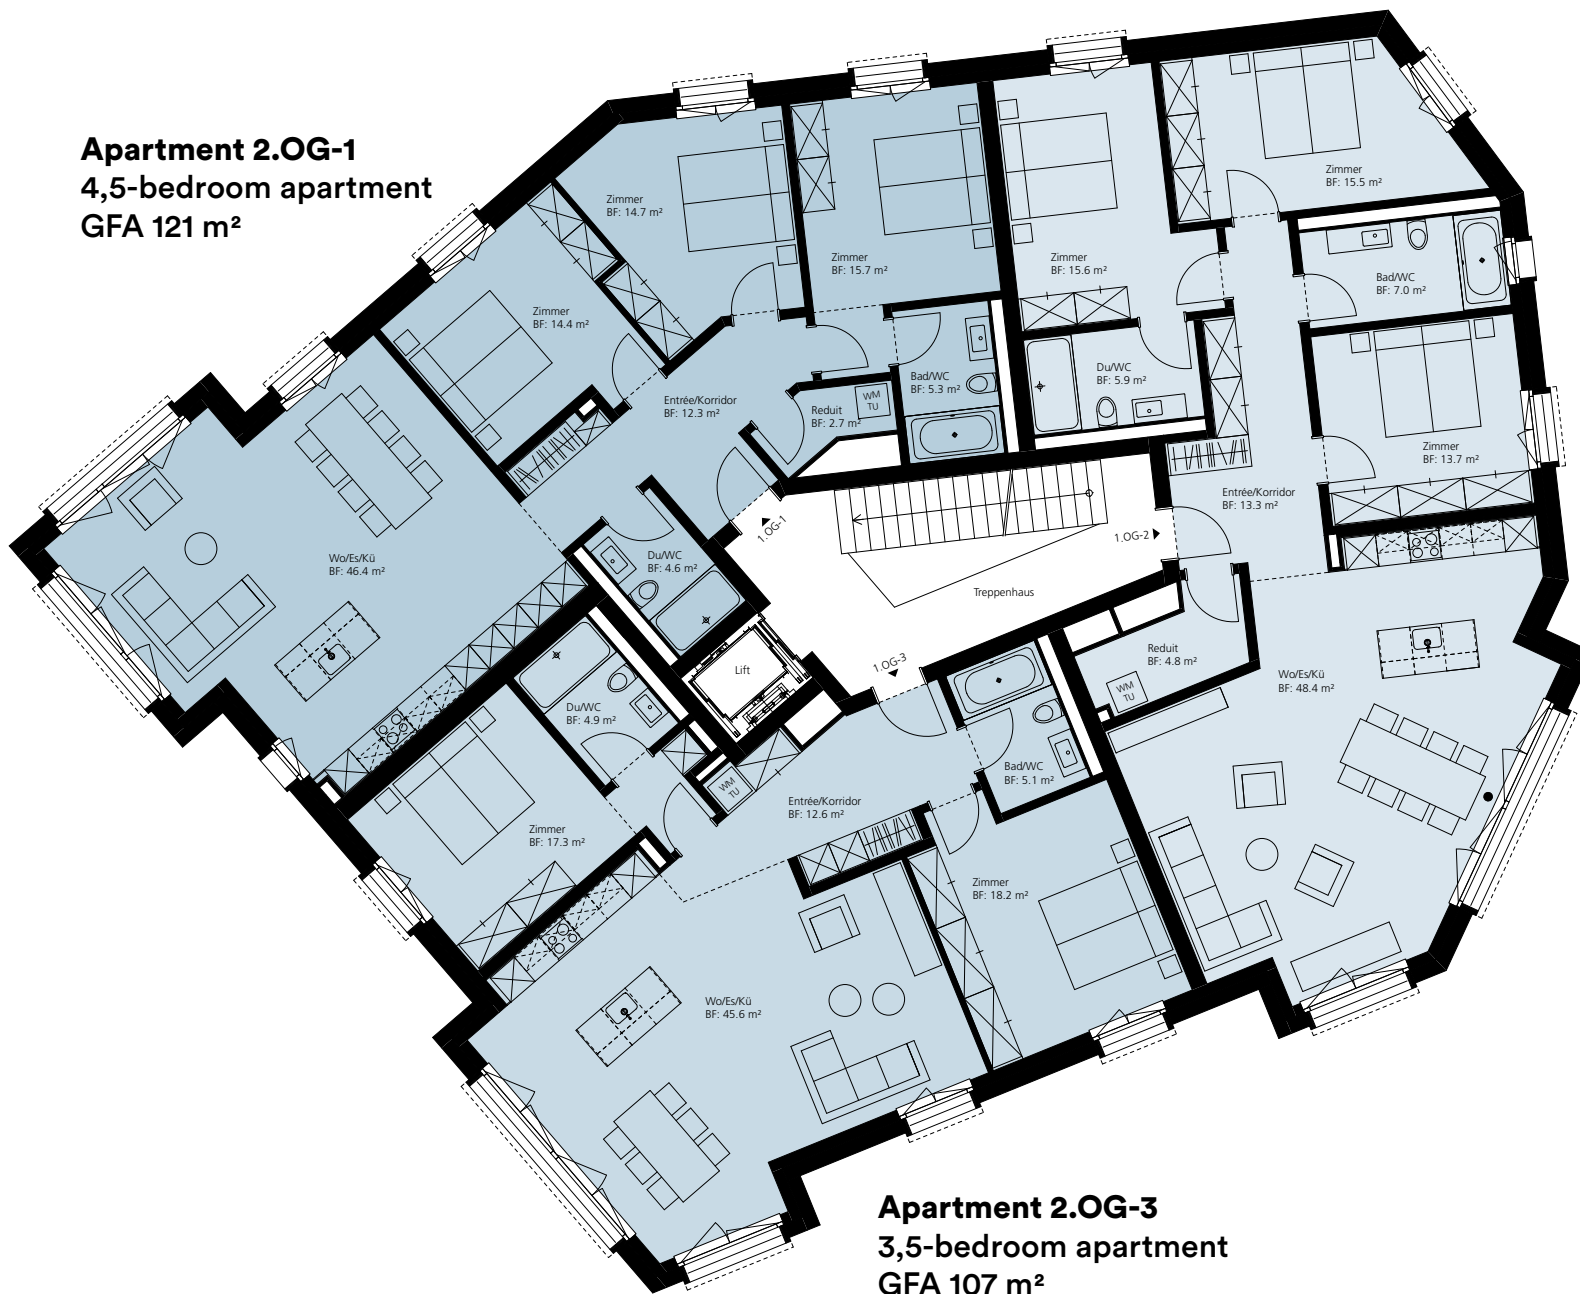 Apartment 2.OG-1
4,5-bedroom apartment
GFA 121 m²
Zimmer
BF: 14.7 m²
Zimmer
BF: 15.7 m²
Zimmer
BF: 15.6 m²
Zimmer
BF: 15.5 m²
Bad/WC
BF: 7.0 m²
Zimmer
BF: 14.4 m²
Entrée/Korridor
BF: 12.3 m²
Reduit
BF: 2.7 m²
WM
TU
Bad/WC
BF: 5.3 m²
Du/WC
BF: 5.9 m²
Zimmer
BF: 13.7 m²
Entrée/Korridor
BF: 13.3 m²
1.OG-1
1.OG-2
Wo/Es/Kü
BF: 46.4 m²
Du/WC
BF: 4.6 m²
Treppenhaus
Lift
1.OG-3
Reduit
BF: 4.8 m²
WM
TU
Wo/Es/Kü
BF: 48.4 m²
Du/WC
BF: 4.9 m²
WM
TU
Bad/WC
BF: 5.1 m²
Entrée/Korridor
BF: 12.6 m²
Zimmer
BF: 17.3 m²
Zimmer
BF: 18.2 m²
Wo/Es/Kü
BF: 45.6 m²
Apartment 2.OG-3
3,5-bedroom apartment
GFA 107 m²